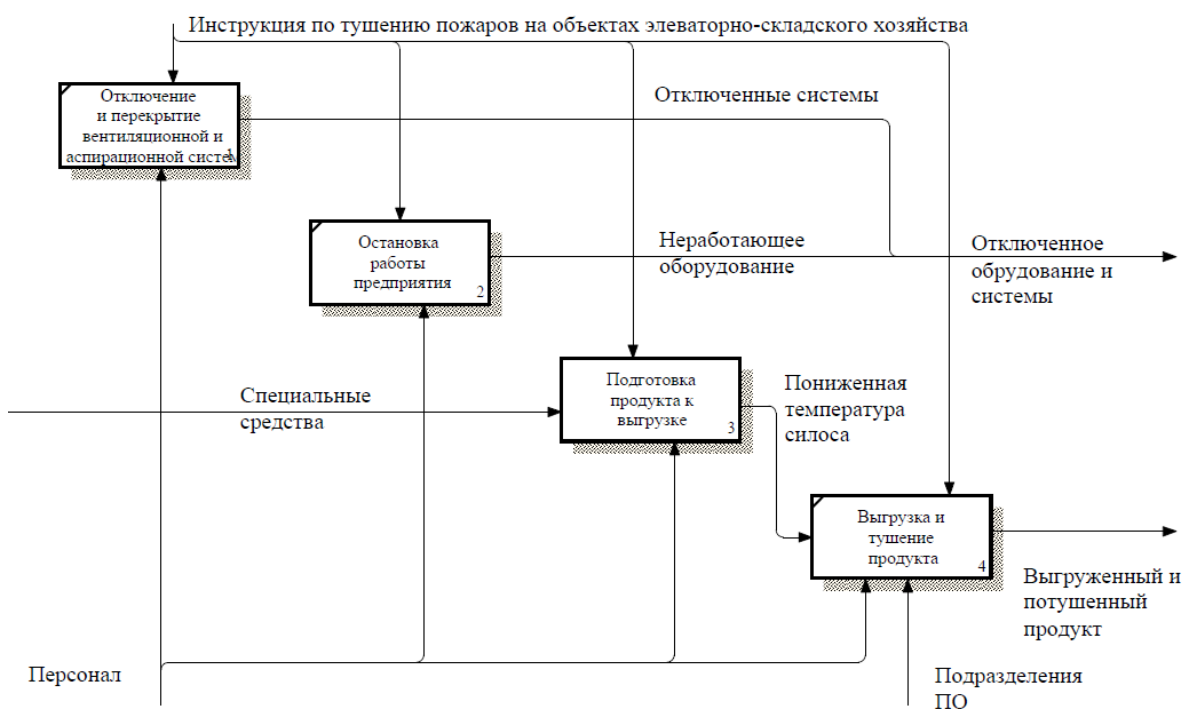 Инструкция по тушению пожаров на объектах элеваторно-складского хозяйства
Отключение
и перекрытие
вентиляционной и
аспирационной систем
1
Отключенные системы
Остановка
работы
предприятия
2
Неработающее
оборудование
Отключенное
обрудование и
системы
Специальные
средства
Подготовка
продукта к
выгрузке
3
Пониженная
температура
силоса
Выгрузка и
тушение
продукта
4
Выгруженный и
потушенный
продукт
Персонал
Подразделения
ПО